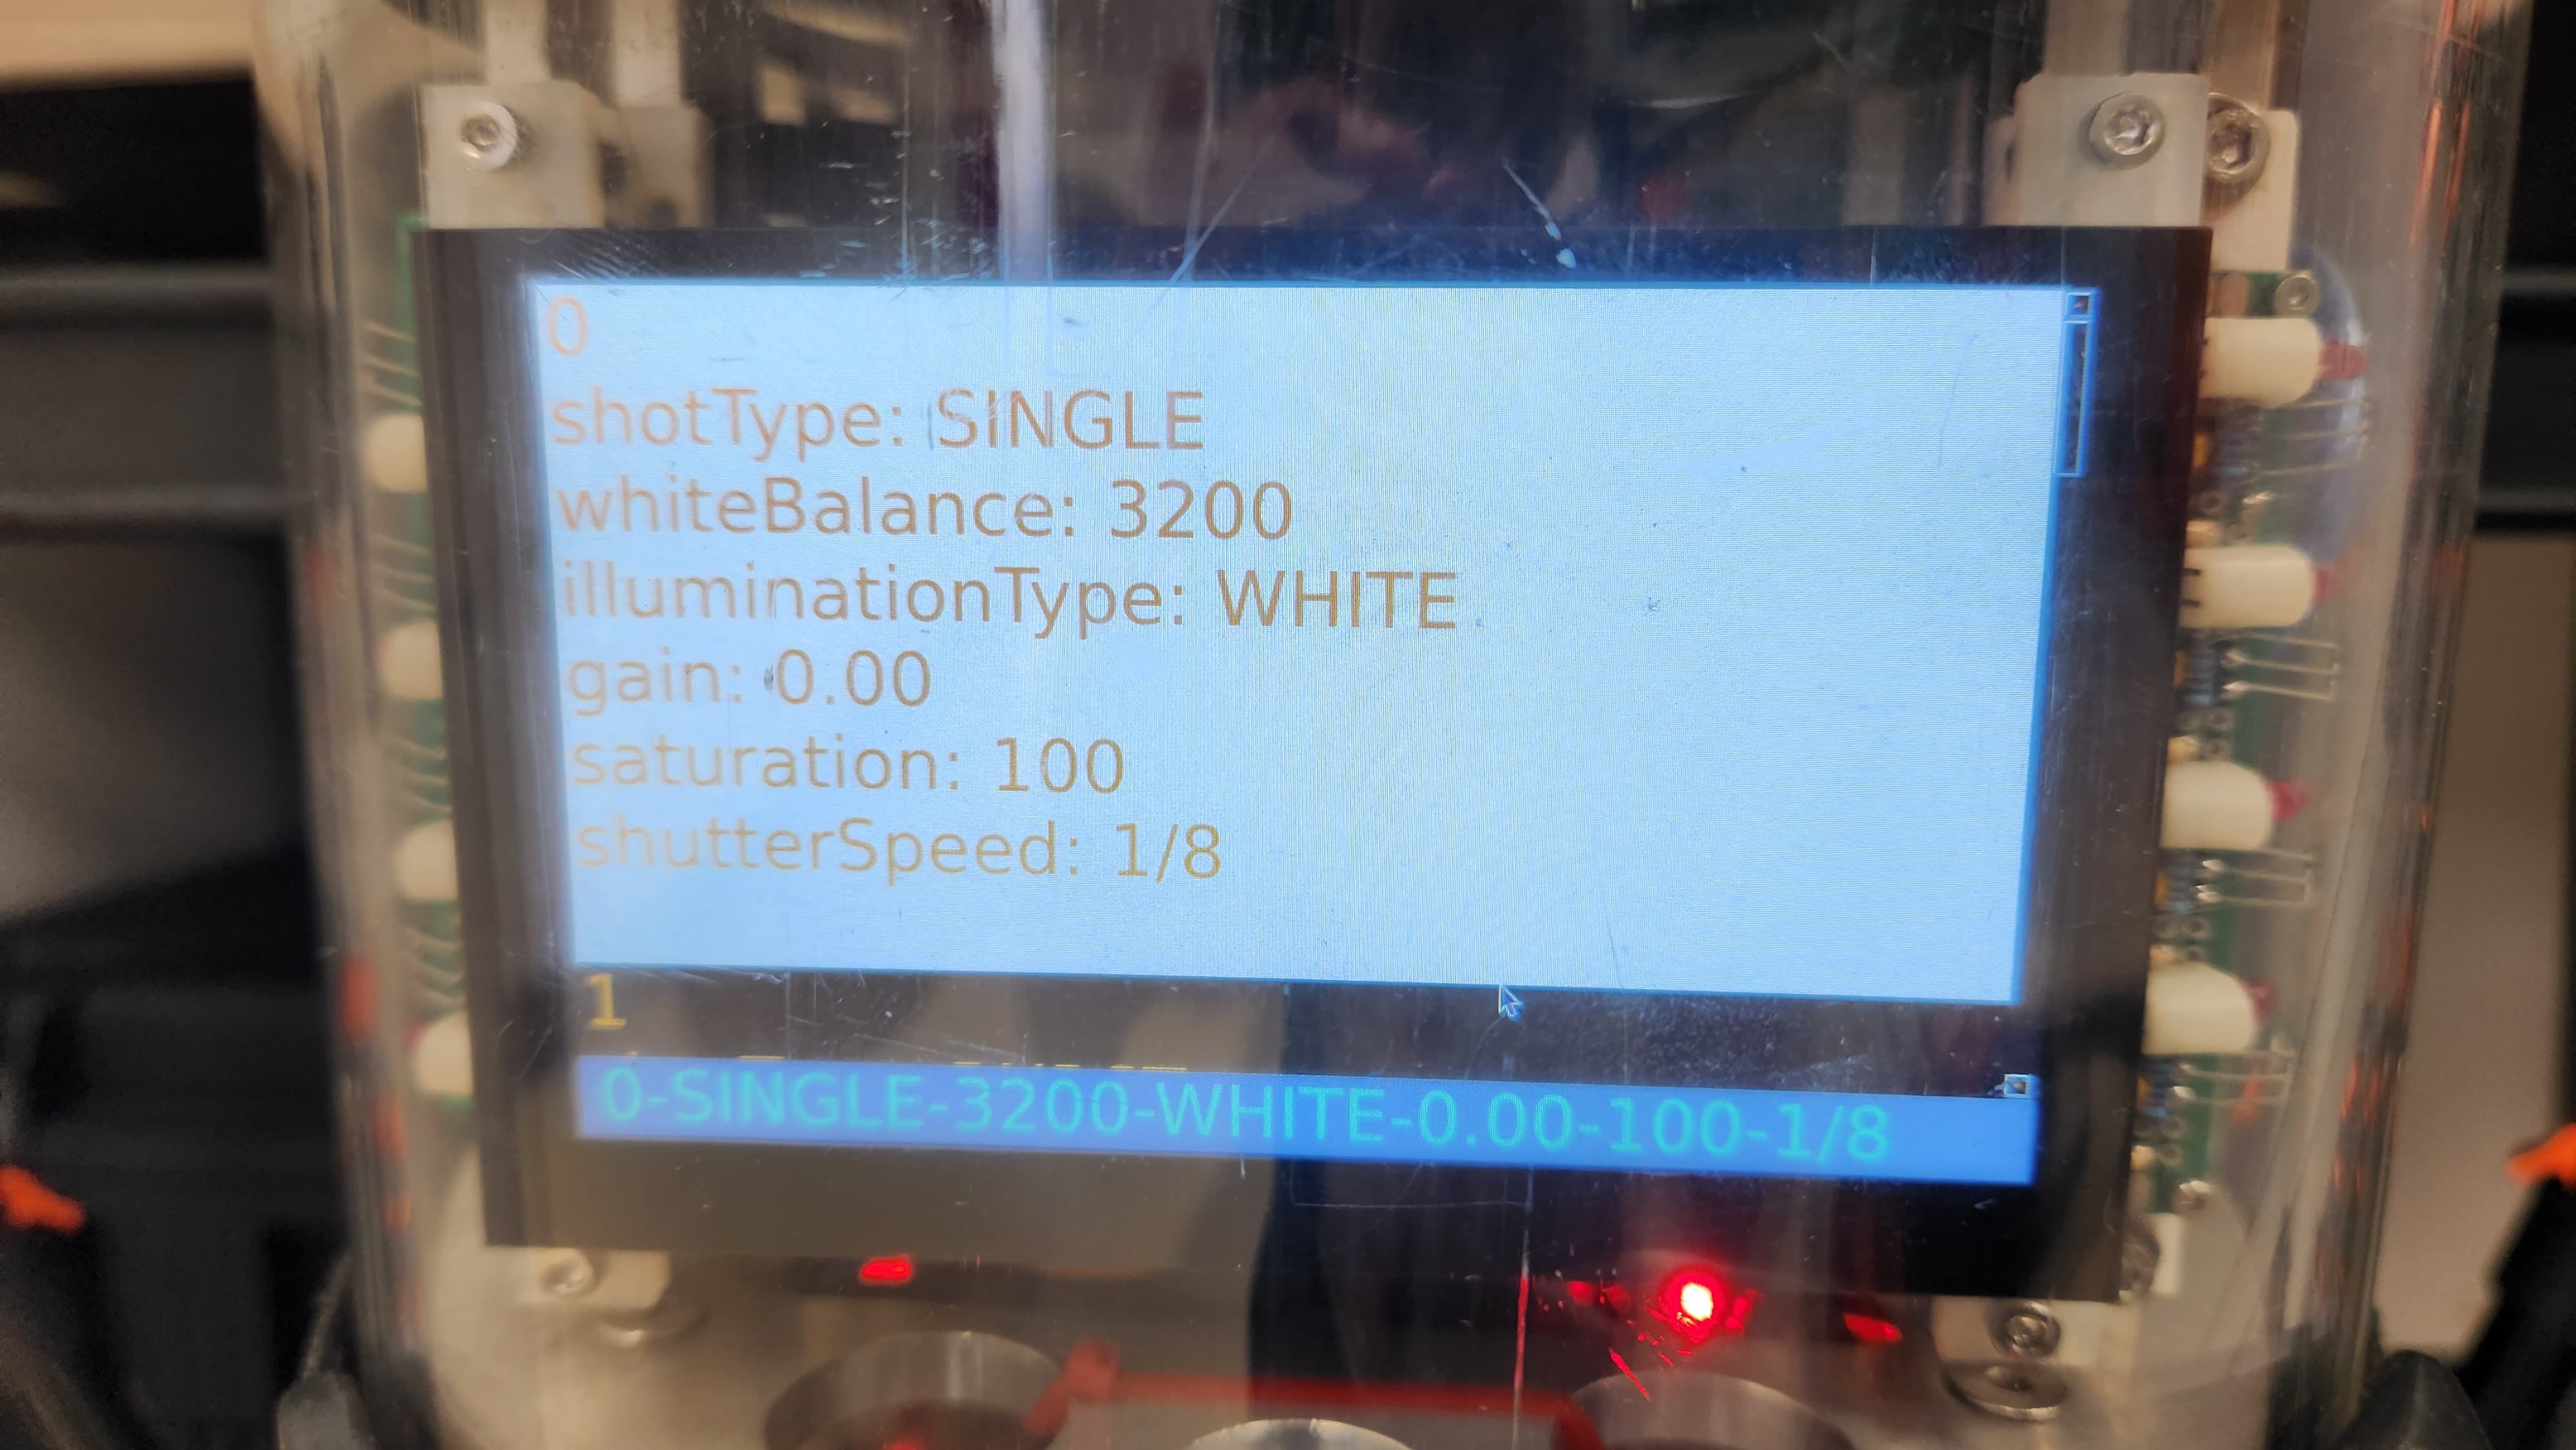 0
shotType: SINGLE
whiteBalance: 3200
illuminationType: WHITE
gain: 0.00
saturation: 100
shutterSpeed: 1/8
1
0-SINGLE-3200-WHITE-0.00-100-1/8